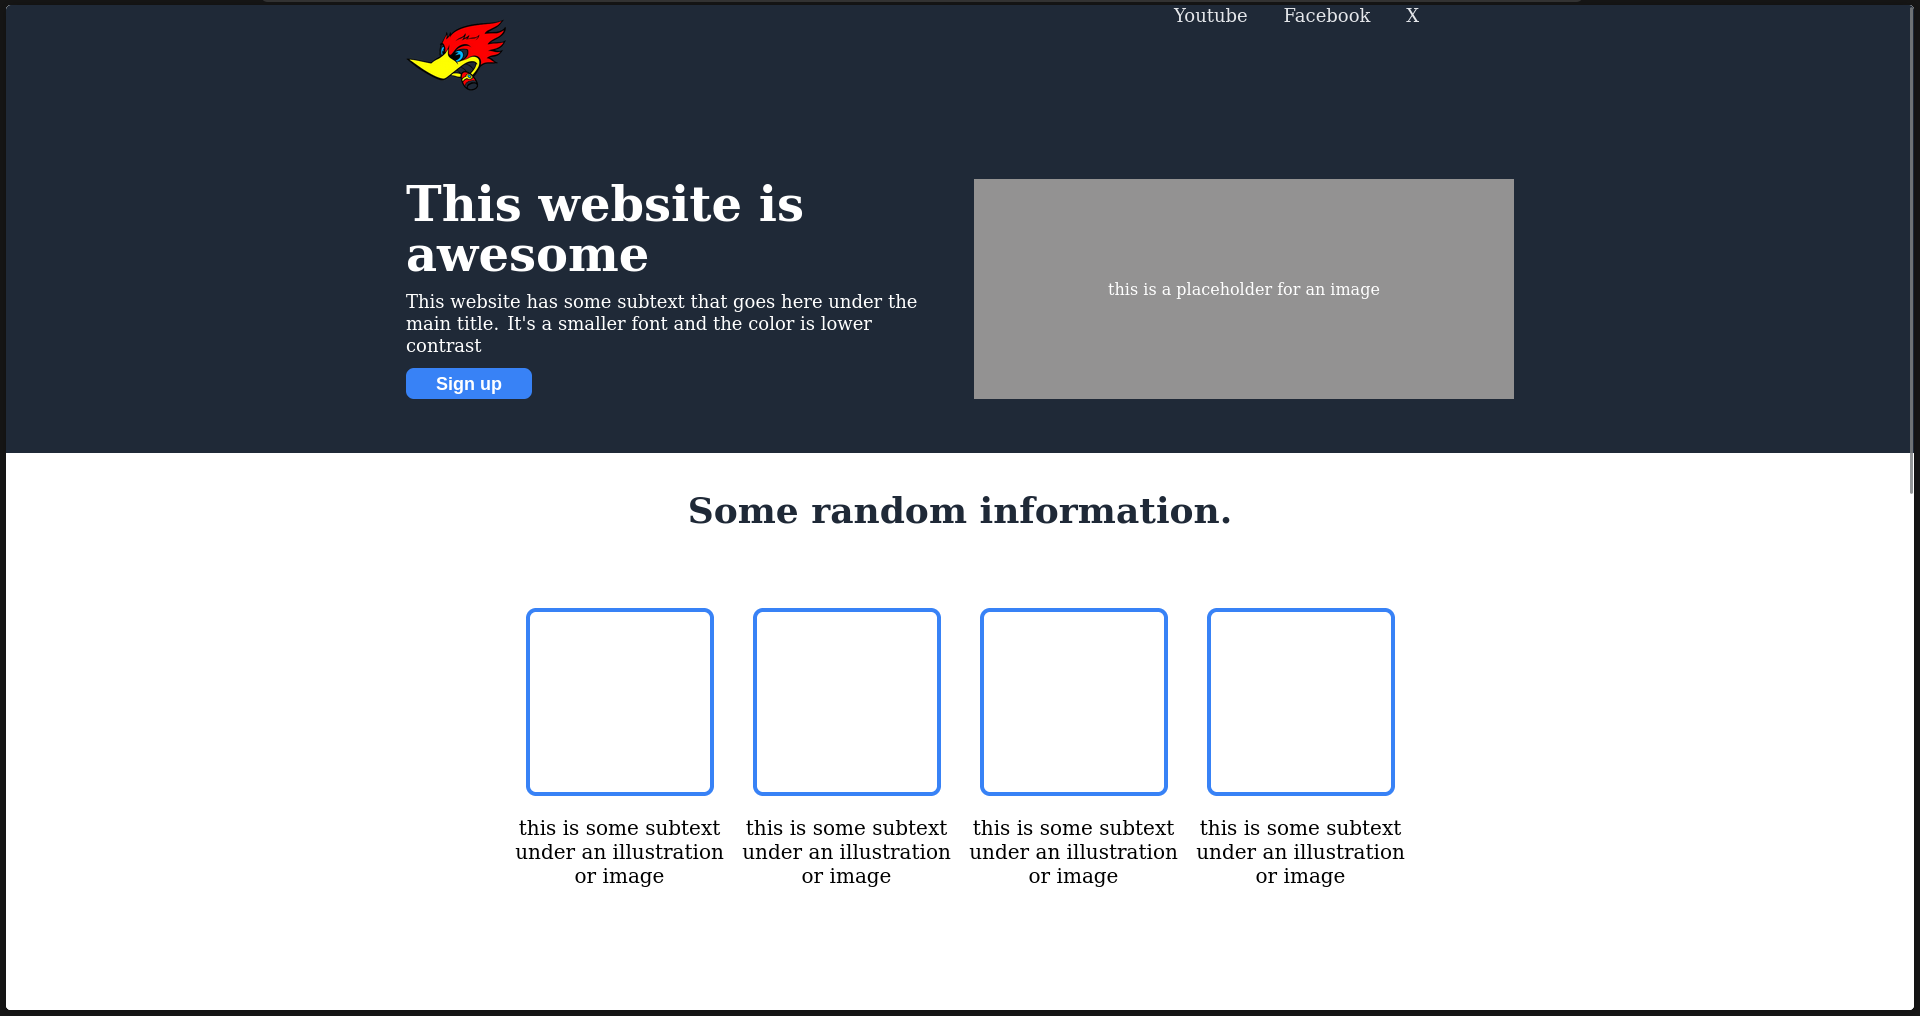 Youtube Facebook X
This website is
awesome
This website has some subtext that goes here under the
main title. It's a smaller font and the color is lower
contrast
Sign up
this is a placeholder for an image
Some random information.
this is some subtext
under an illustration
or image
this is some subtext
under an illustration
or image
this is some subtext
under an illustration
or image
this is some subtext
under an illustration
or image